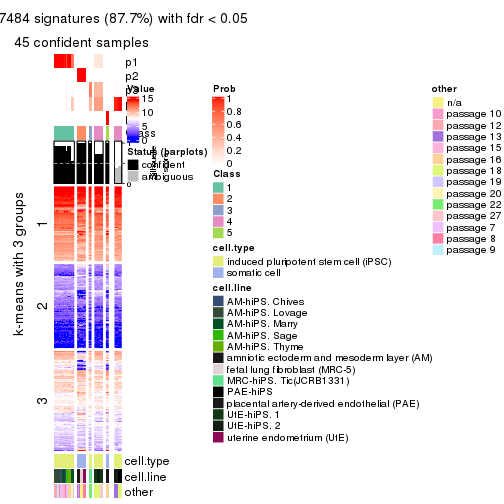 7484 signatures (87.7%) with fdr < 0.05
45 confident samples
p1
p2
Value
15
10
5
0
Status (barplots)
confident
ambiguous
1
2
3
k-means with 3 groups
cell.type
cell.line
other
Prob
1
0.8
0.6
0.4
0.2
0
Class
1
2
3
4
5
cell.type
induced pluripotent stem cell (iPSC)
somatic cell
cell.line
AM-hiPS. Chives
AM-hiPS. Lovage
AM-hiPS. Marry
AM-hiPS. Sage
AM-hiPS. Thyme
amniotic ectoderm and mesoderm layer (AM)
fetal lung fibroblast (MRC-5)
MRC-hiPS. Tic(JCRB1331)
PAE-hiPS
placental artery-derived endothelial (PAE)
UtE-hiPS. 1
UtE-hiPS. 2
uterine endometrium (UtE)
other
n/a
passage 10
passage 12
passage 13
passage 15
passage 16
passage 18
passage 19
passage 20
passage 22
passage 27
passage 7
passage 8
passage 9